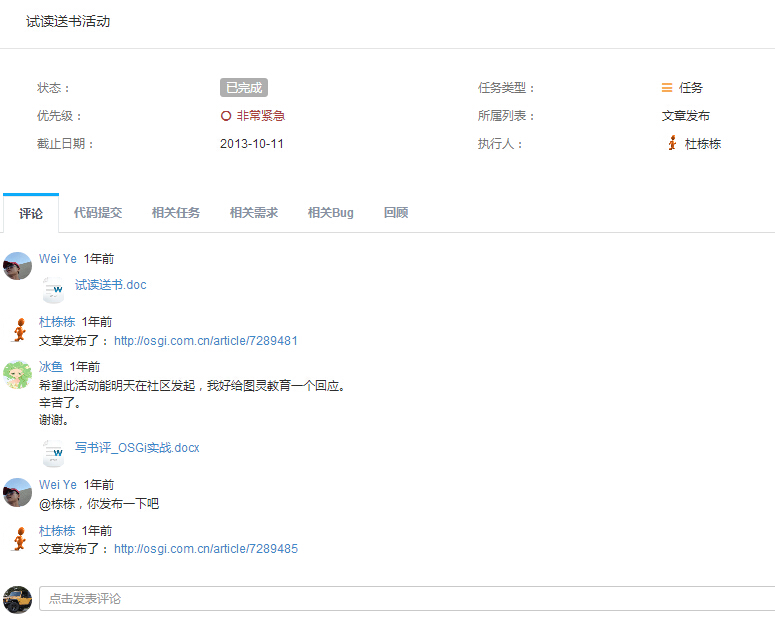 试读送书活动
状态： 已完成 任务类型： 任务
优先级： 非常紧急 所属列表： 文章发布
截止日期： 2013-10-11 执行人： 杜栋栋
评论 代码提交 相关任务 相关需求 相关Bug 回顾
Wei Ye 1年前
试读送书.doc
杜栋栋 1年前
文章发布了： http://osgi.com.cn/article/7289481
冰鱼 1年前
希望此活动能明天在社区发起，我好给图灵教育一个回应。
辛苦了。
谢谢。
写书评_OSGi实战.docx
Wei Ye 1年前
@栋栋，你发布一下吧
杜栋栋 1年前
文章发布了： http://osgi.com.cn/article/7289485
点击发表评论